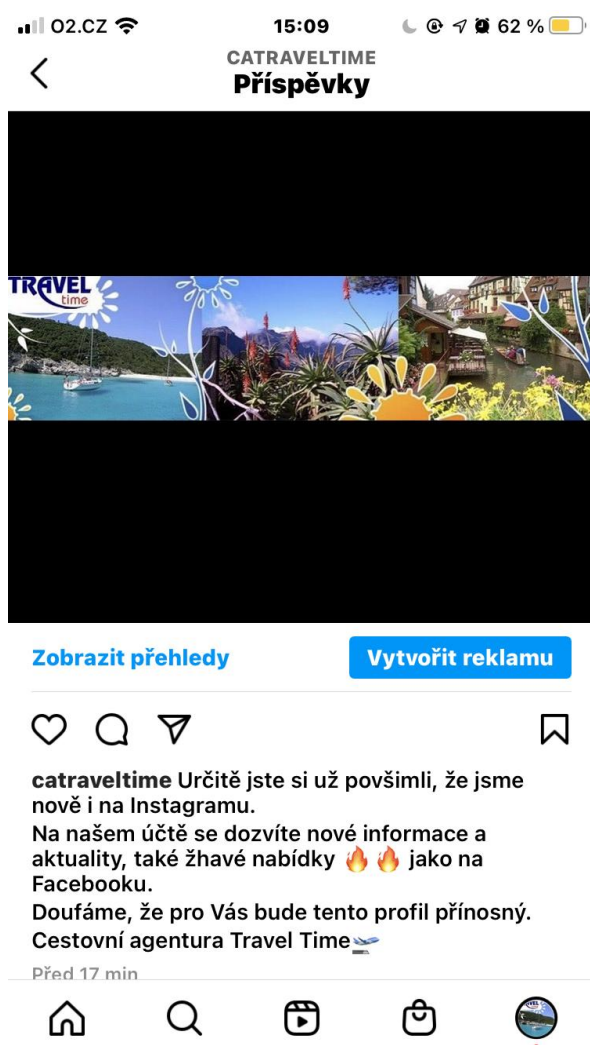 O2.CZ 15:09 62 %
CATRAVELTIME
Příspěvky
TRAVEL
time
Zobrazit přehledy
Vytvořit reklamu
catraveltime Určitě jste si už povšimli, že jsme
nově i na Instagramu.
Na našem účtě se dozvíte nové informace a
aktuality, také žhavé nabídky 🔥 🔥 jako na
Facebooku.
Doufáme, že pro Vás bude tento profil přínosný.
Cestovní agentura Travel Time🛫
Před 17 min